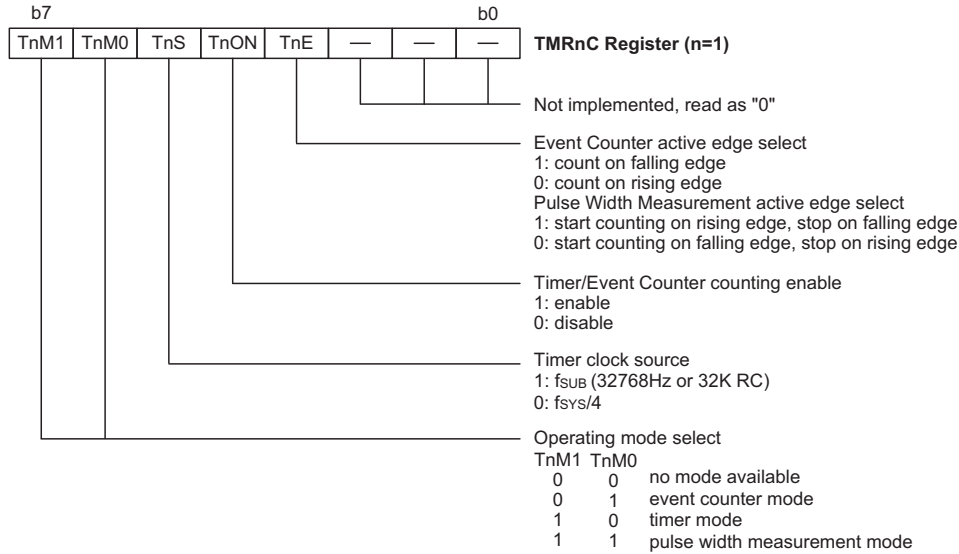 b7 b0
TnM1 TnM0 TnS TnON TnE — — — TMRnC Register (n=1)
Not implemented, read as "0"
Event Counter active edge select
1: count on falling edge
0: count on rising edge
Pulse Width Measurement active edge select
1: start counting on rising edge, stop on falling edge
0: start counting on falling edge, stop on rising edge
Timer/Event Counter counting enable
1: enable
0: disable
Timer clock source
1: fSUB (32768Hz or 32K RC)
0: fSYS/4
Operating mode select
TnM1 TnM0
0 0 no mode available
0 1 event counter mode
1 0 timer mode
1 1 pulse width measurement mode